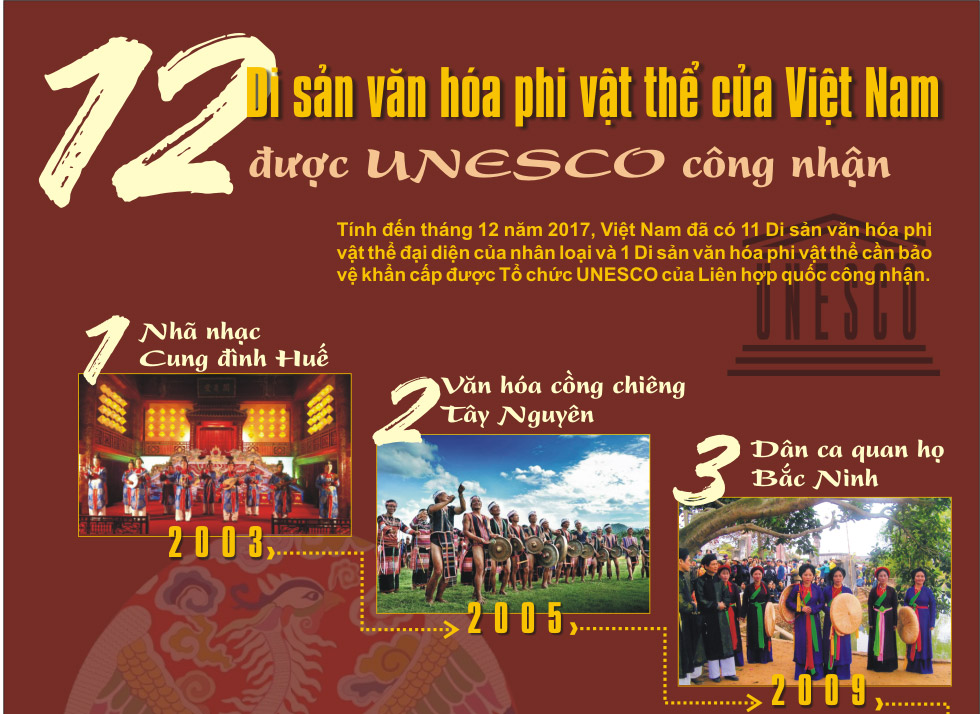 12
Di sản văn hóa phi vật thể của Việt Nam
được UNESCO công nhận
Tính đến tháng 12 năm 2017, Việt Nam đã có 11 Di sản văn hóa phi
vật thể đại diện của nhân loại và 1 Di sản văn hóa phi vật thể cần bảo
vệ khẩn cấp được Tổ chức UNESCO của Liên hợp quốc công nhận.
UNESCO
1
Nhã nhạc
Cung đình Huế
2003
2
Văn hóa cồng chiêng
Tây Nguyên
2005
3
Dân ca quan họ
Bắc Ninh
2009